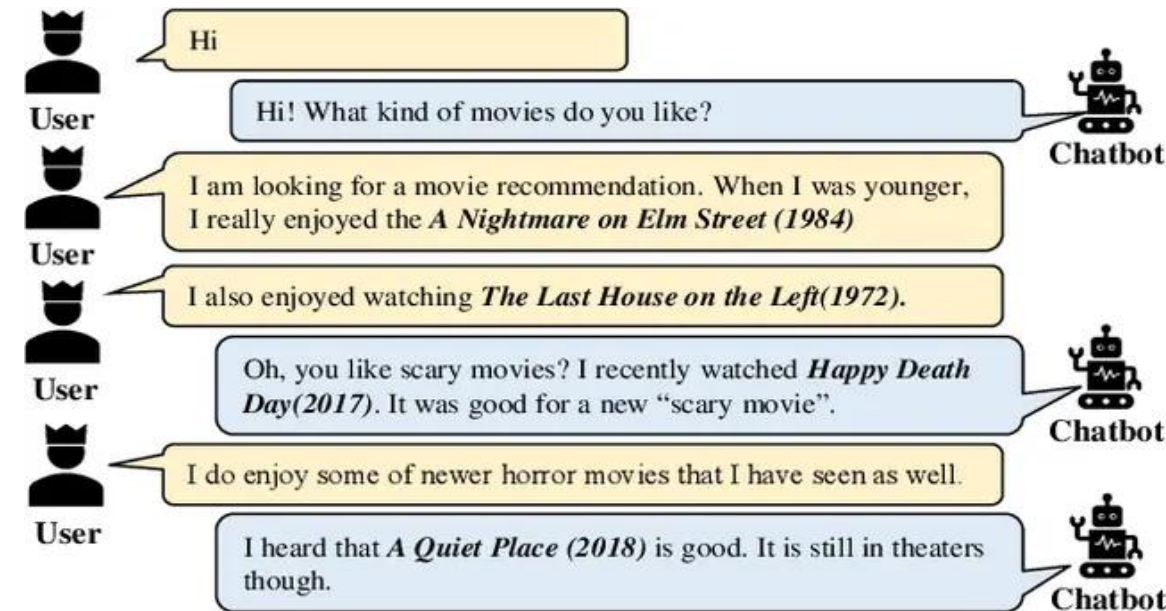 Hi
User
Hi! What kind of movies do you like?
Chatbot
I am looking for a movie recommendation. When I was younger,
I really enjoyed the A Nightmare on Elm Street (1984)
User
I also enjoyed watching The Last House on the Left(1972).
User
Oh, you like scary movies? I recently watched Happy Death
Day(2017). It was good for a new “scary movie”.
Chatbot
I do enjoy some of newer horror movies that I have seen as well.
User
I heard that A Quiet Place (2018) is good. It is still in theaters
though.
Chatbot